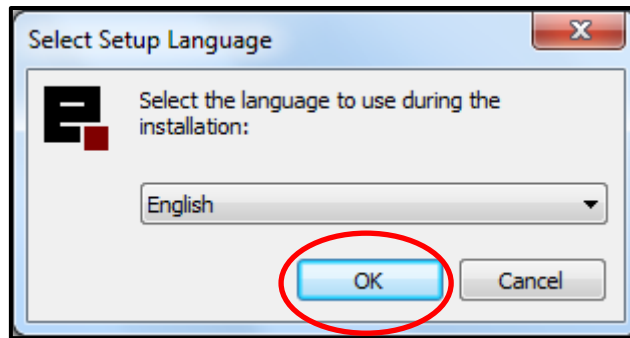 Select Setup Language
Select the language to use during the
installation:
English
OK
Cancel